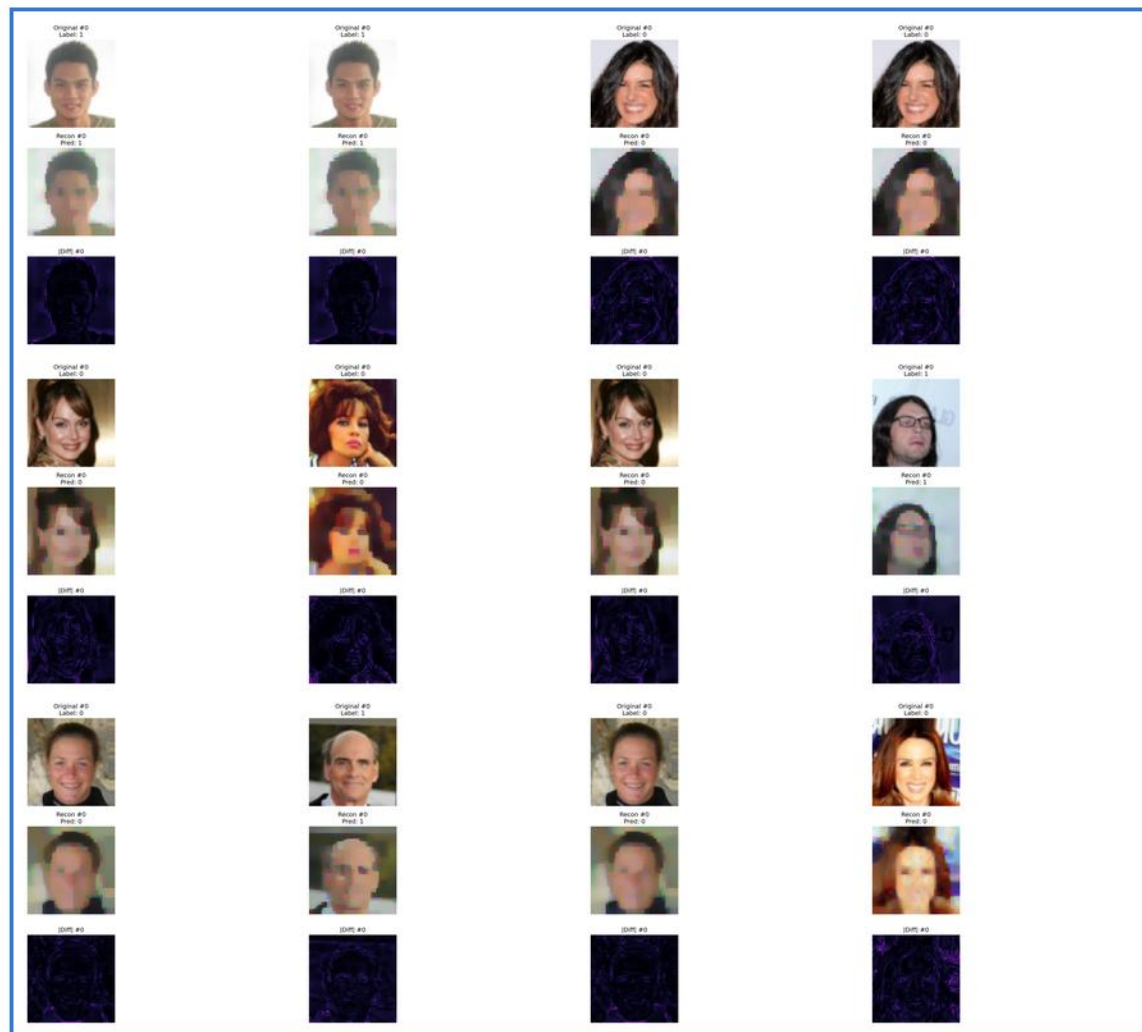 Original #0
Label: 1
Original #0
Label: 1
Original #0
Label: 0
Original #0
Label: 0
Recon #0
Pred: 1
Recon #0
Pred: 1
Recon #0
Pred: 0
Recon #0
Pred: 0
|Diff| #0
|Diff| #0
|Diff| #0
|Diff| #0
Original #0
Label: 0
Original #0
Label: 0
Original #0
Label: 0
Original #0
Label: 1
Recon #0
Pred: 0
Recon #0
Pred: 0
Recon #0
Pred: 0
Recon #0
Pred: 1
|Diff| #0
|Diff| #0
|Diff| #0
|Diff| #0
Original #0
Label: 0
Original #0
Label: 1
Original #0
Label: 0
Original #0
Label: 0
Recon #0
Pred: 0
Recon #0
Pred: 1
Recon #0
Pred: 0
Recon #0
Pred: 0
|Diff| #0
|Diff| #0
|Diff| #0
|Diff| #0